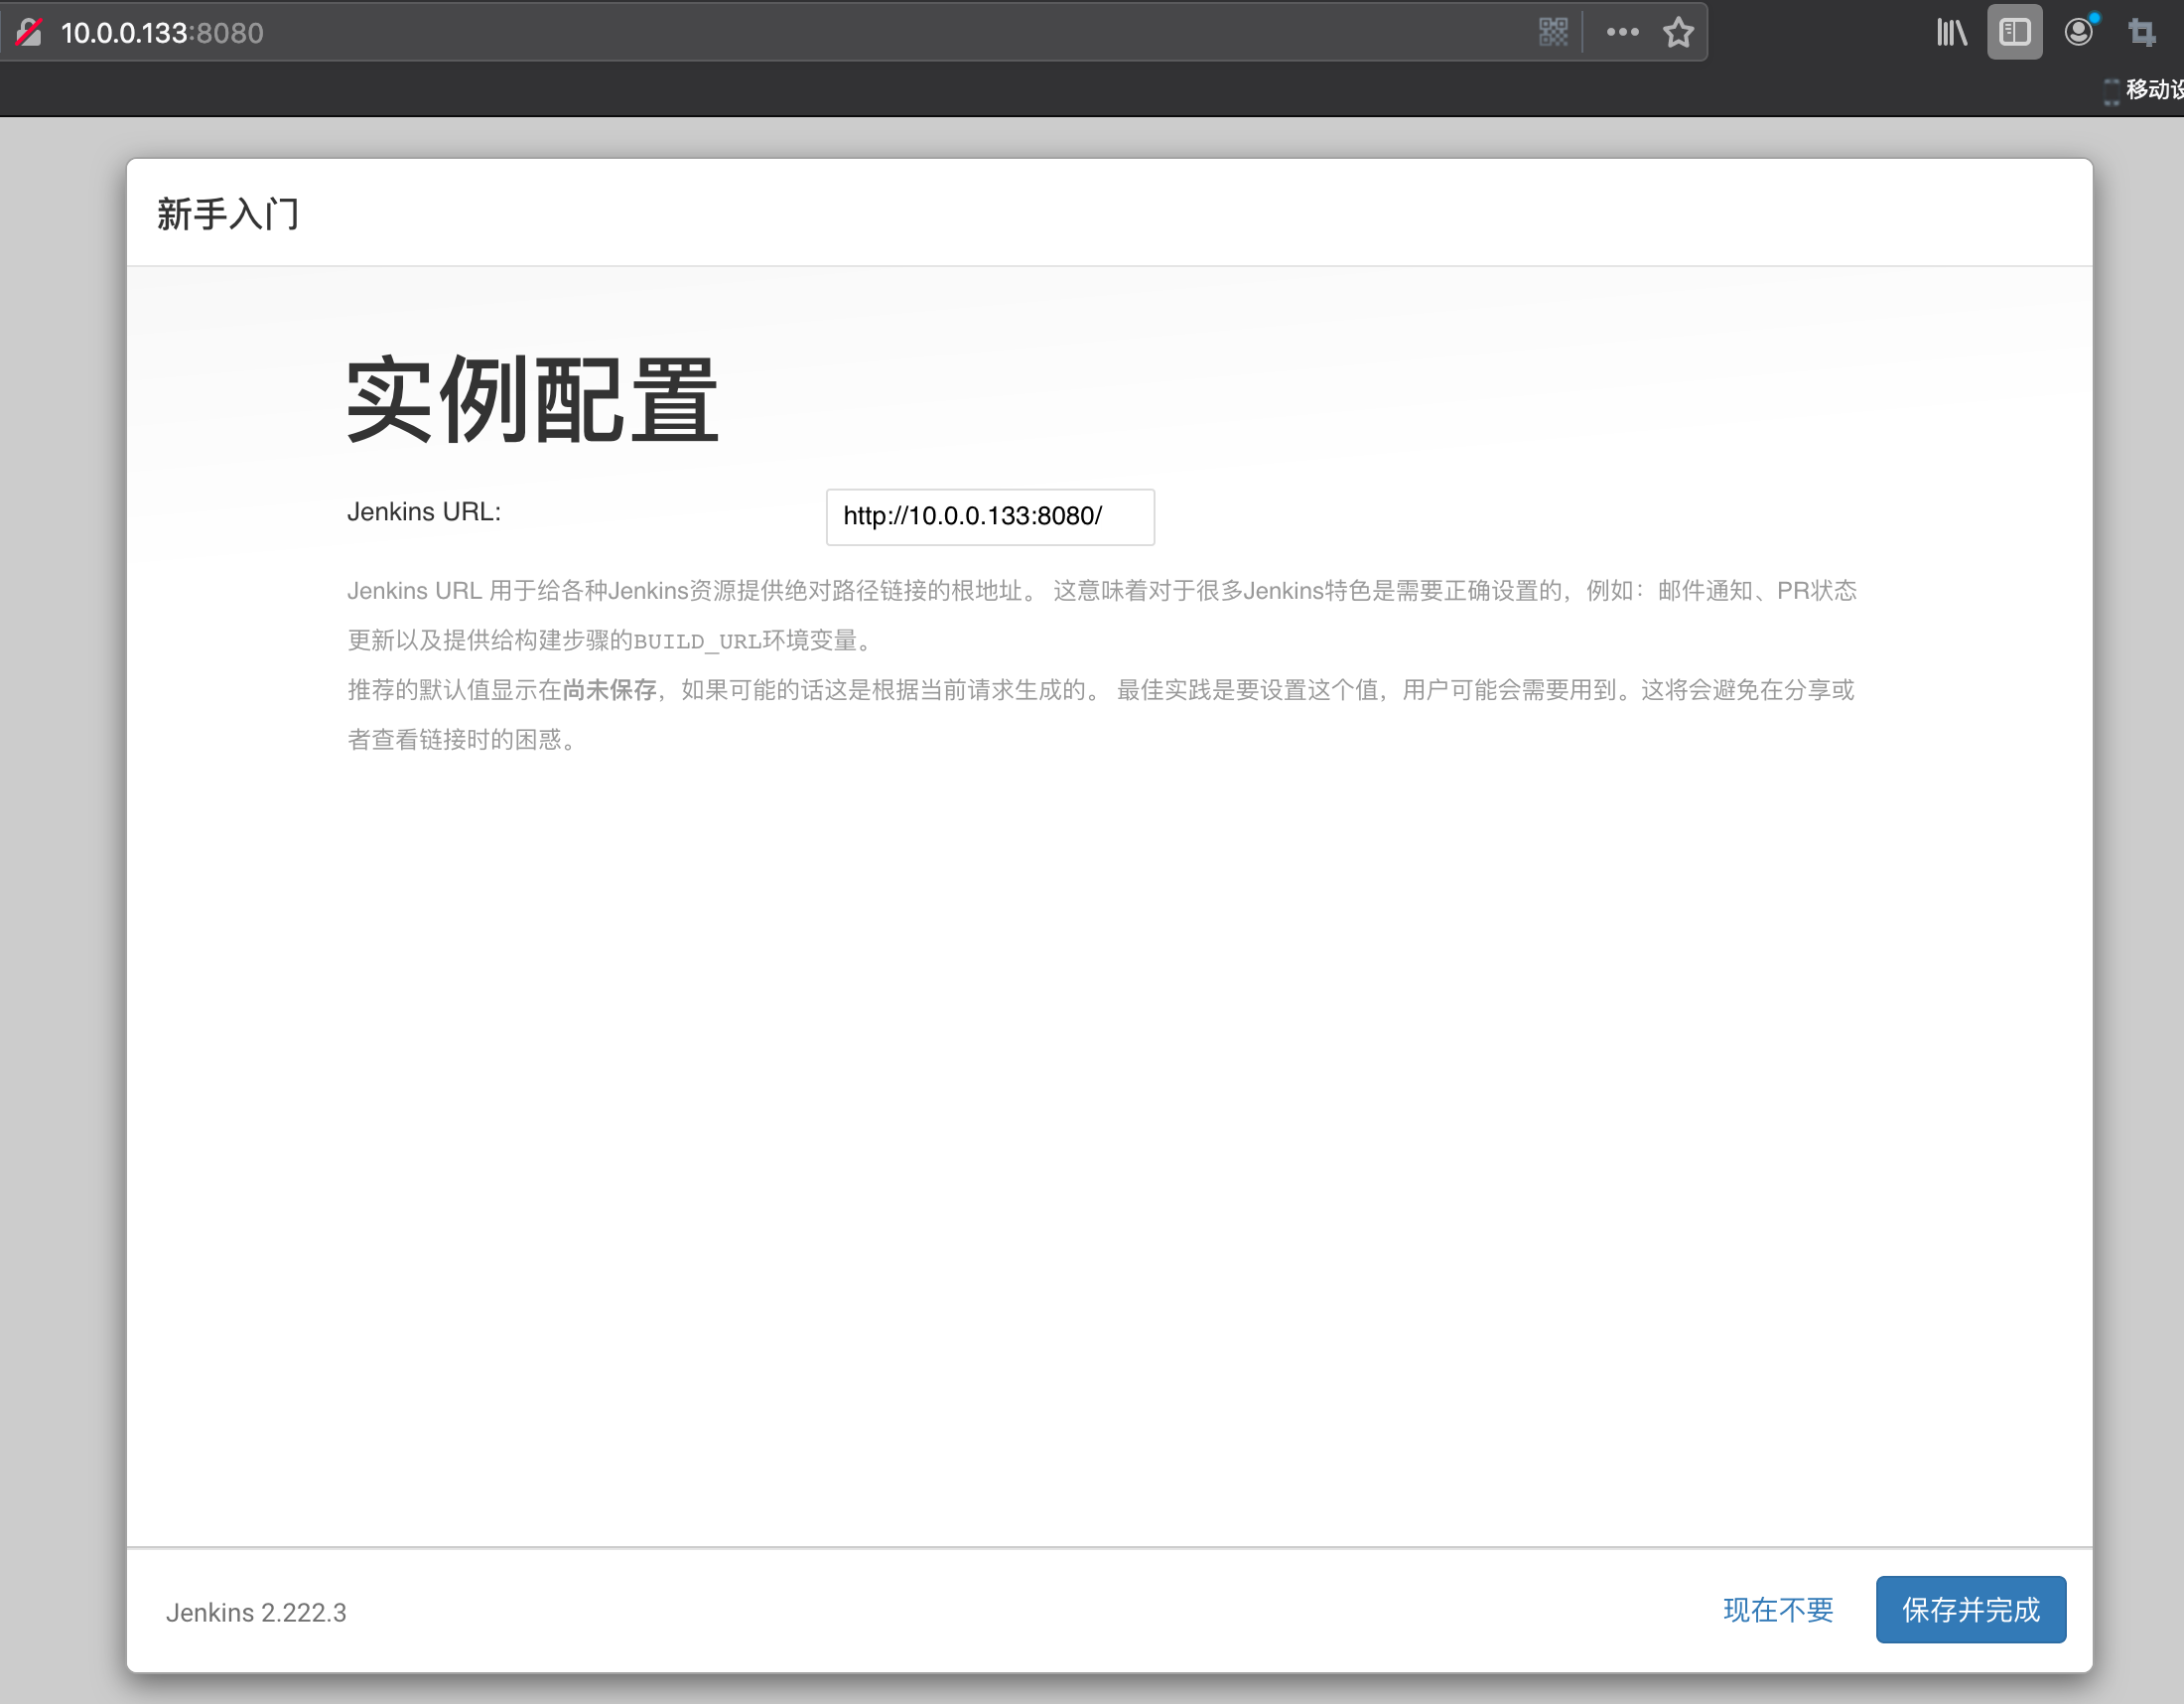 10.0.0.133:8080
移动设
新手入门
实例配置
Jenkins URL:
http://10.0.0.133:8080/
Jenkins URL 用于给各种Jenkins资源提供绝对路径链接的根地址。 这意味着对于很多Jenkins特色是需要正确设置的，例如：邮件通知、PR状态
更新以及提供给构建步骤的BUILD_URL环境变量。
推荐的默认值显示在尚未保存，如果可能的话这是根据当前请求生成的。 最佳实践是要设置这个值，用户可能会需要用到。这将会避免在分享或
者查看链接时的困惑。
Jenkins 2.222.3
现在不要
保存并完成